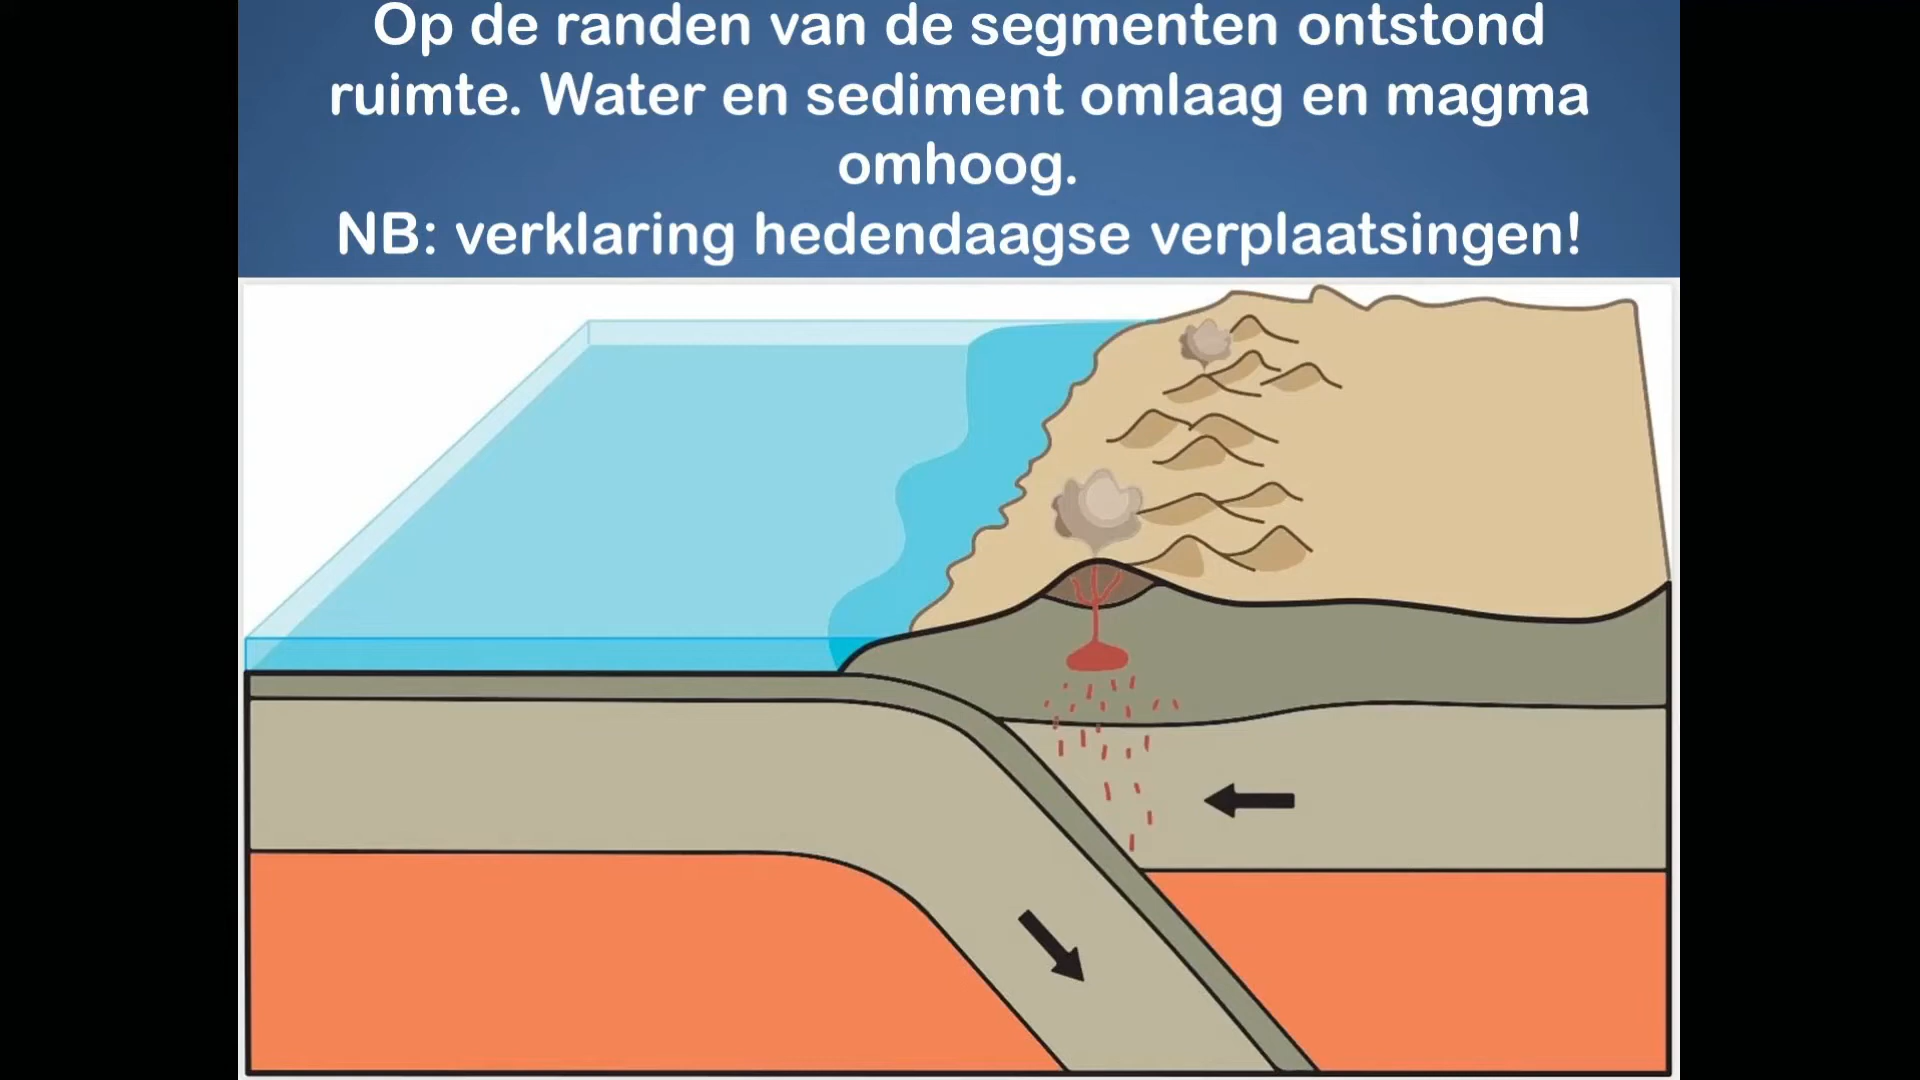 Op de randen van de segmenten ontstond
ruimte. Water en sediment omlaag en magma
omhoog.
NB: verklaring hedendaagse verplaatsingen!